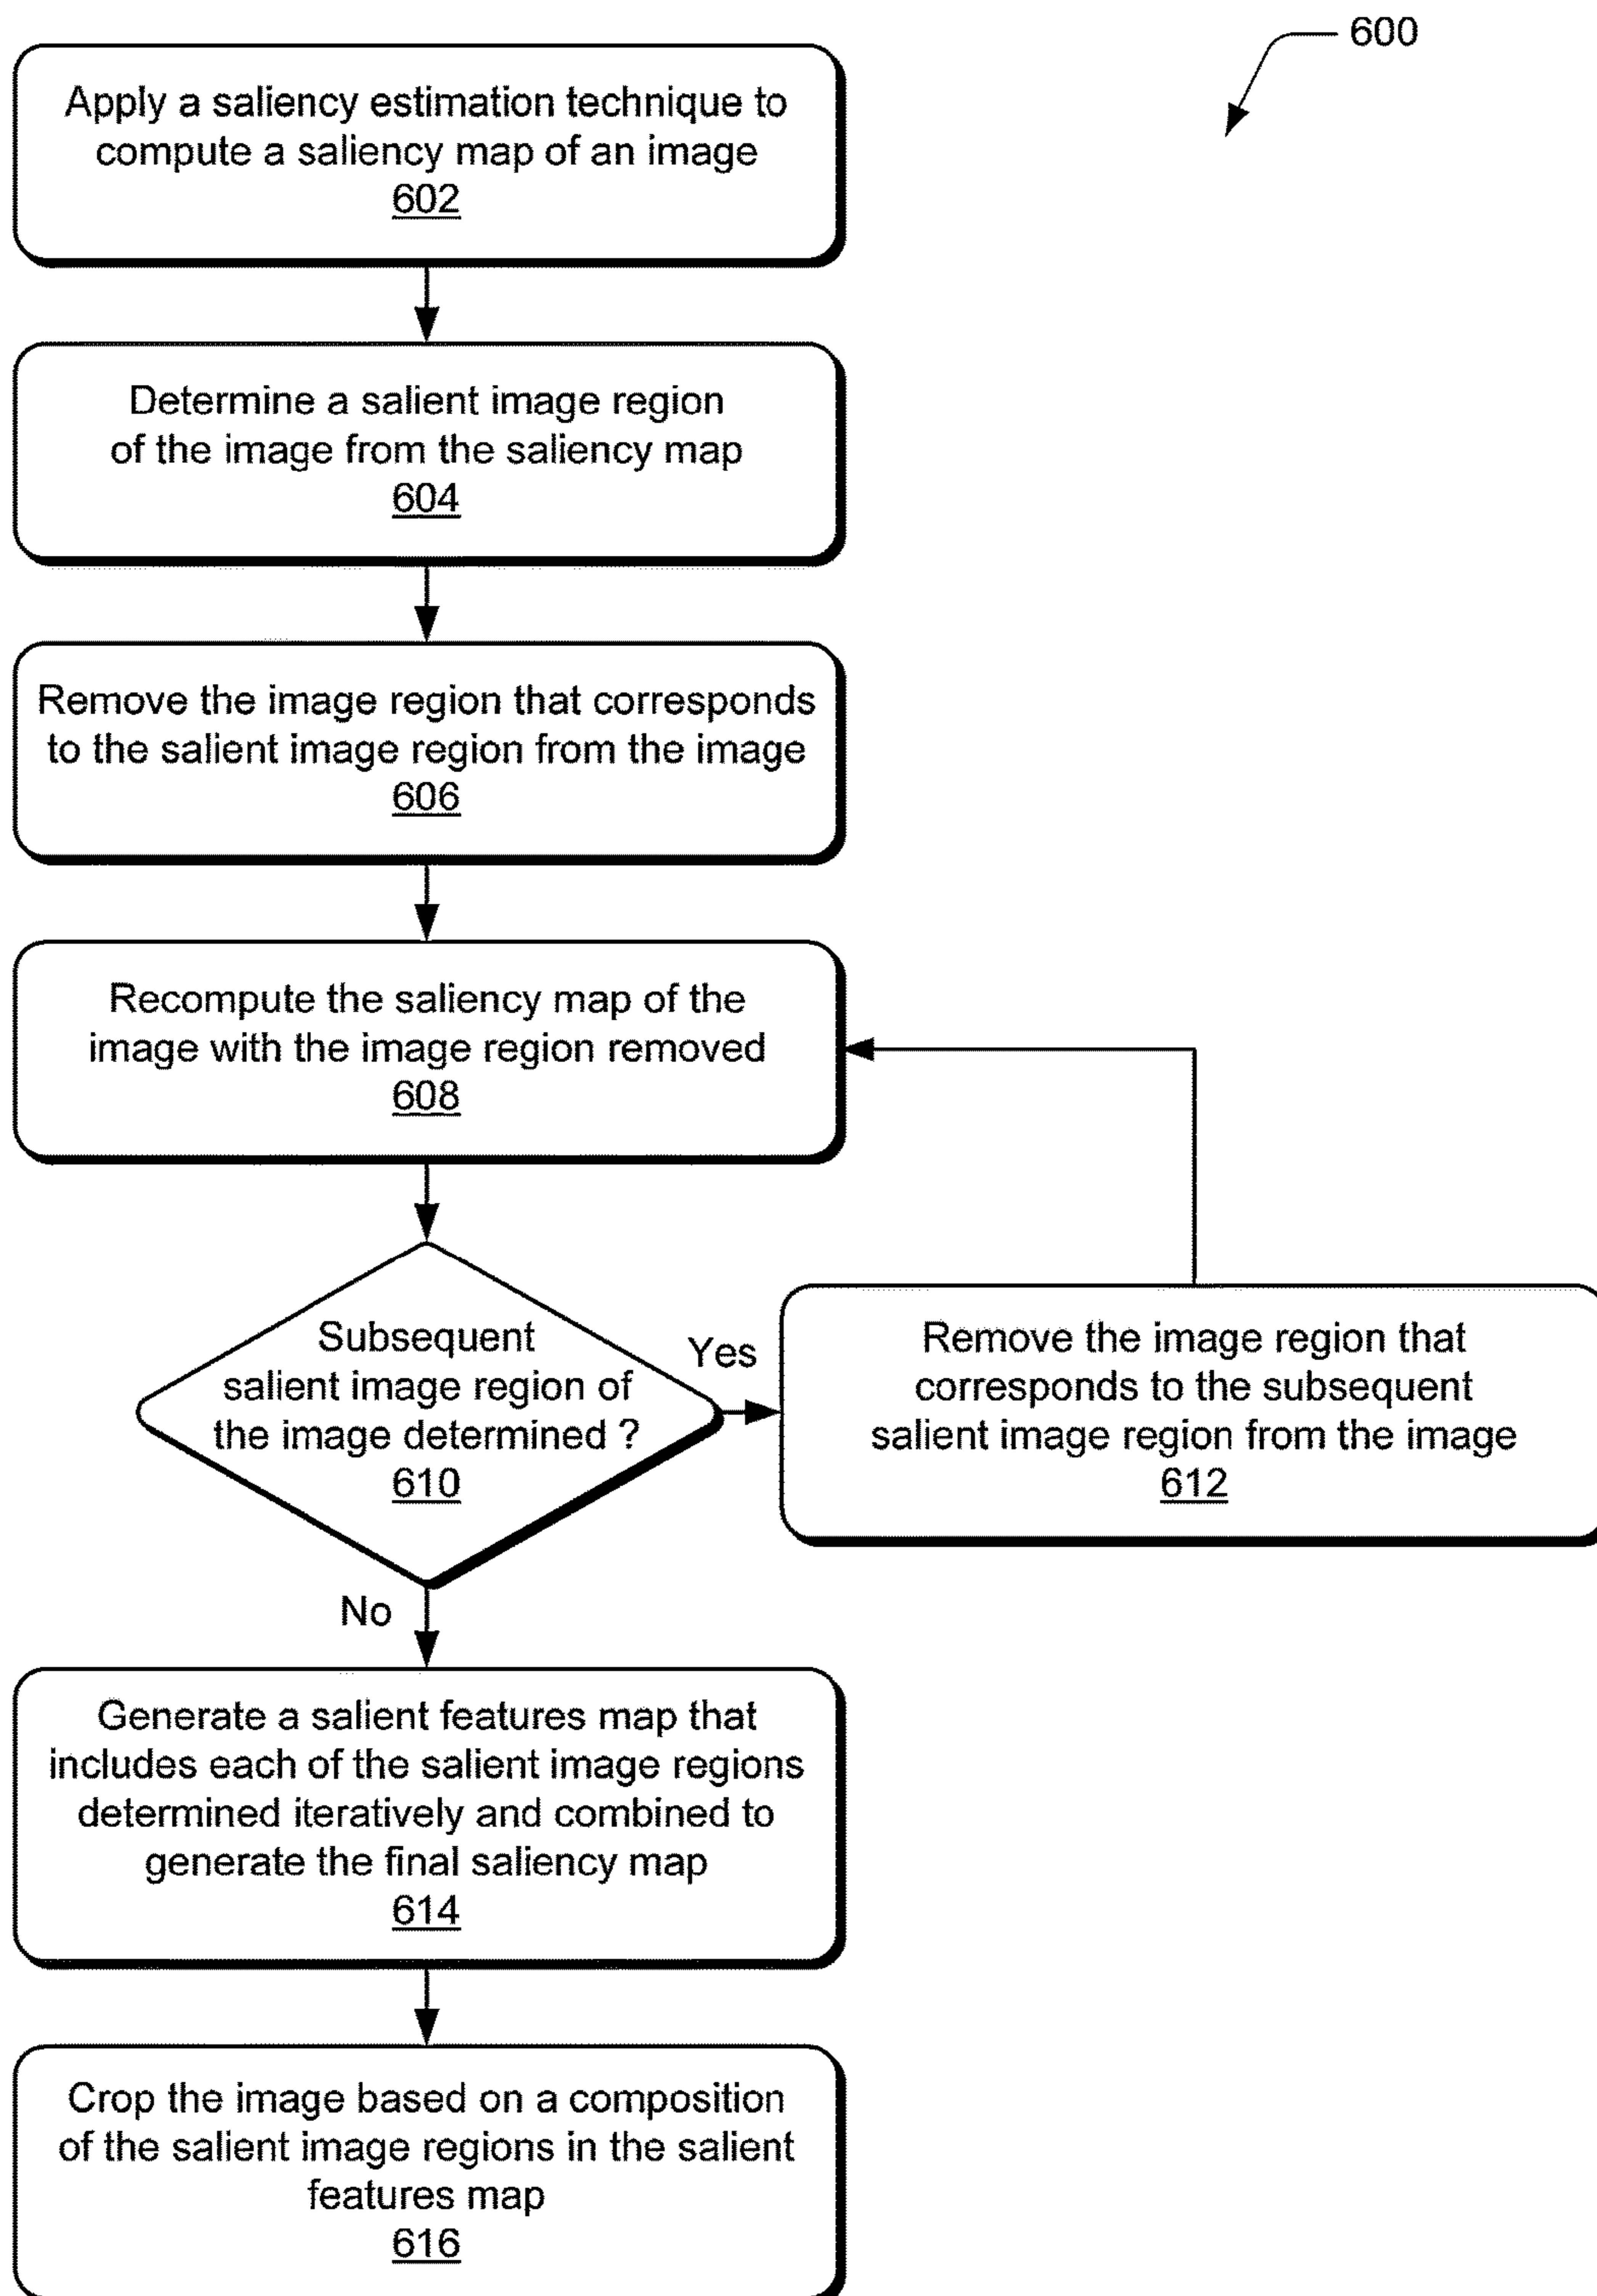 600
Apply a saliency estimation technique to
compute a saliency map of an image
602
Determine a salient image region
of the image from the saliency map
604
Remove the image region that corresponds
to the salient image region from the image
606
Recompute the saliency map of the
image with the image region removed
608
Subsequent
salient image region of
the image determined ?
610
Yes
Remove the image region that
corresponds to the subsequent
salient image region from the image
612
No
Generate a salient features map that
includes each of the salient image regions
determined iteratively and combined to
generate the final saliency map
614
Crop the image based on a composition
of the salient image regions in the salient
features map
616